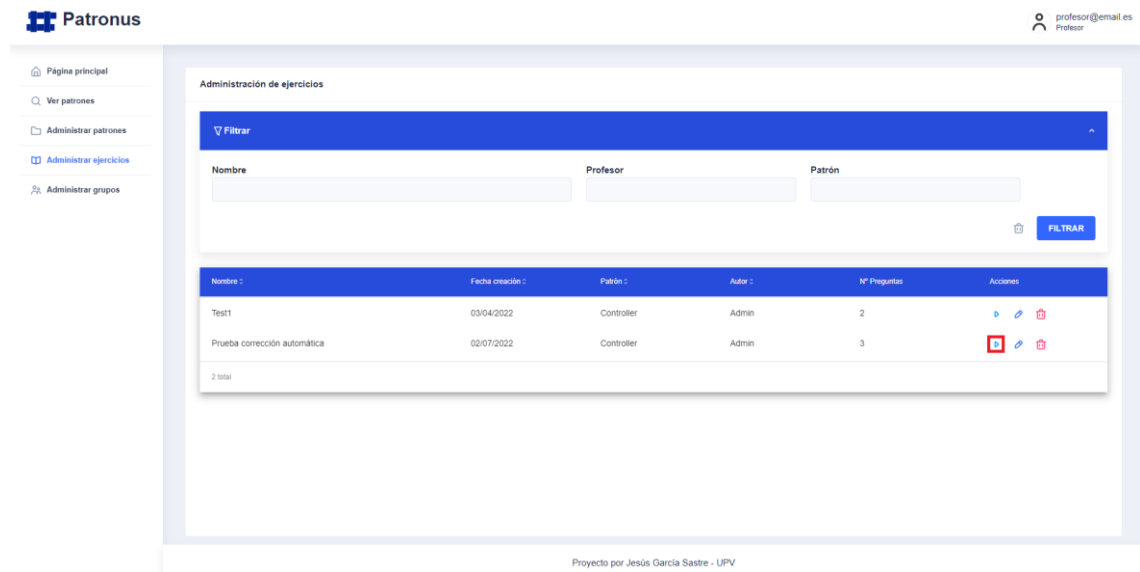 Patronus
profesor@email.es
Profesor
Página principal
Ver patrones
Administrar patrones
Administrar ejercicios
Administrar grupos
Administración de ejercicios
Filtrar
Nombre Profesor Patrón
FILTRAR
Nombre Fecha creación Patrón Autor Nº Preguntas Acciones
Test1 03/04/2022 Controller Admin 2
Prueba corrección automática 02/07/2022 Controller Admin 3
2 total
Proyecto por Jesús García Sastre - UPV